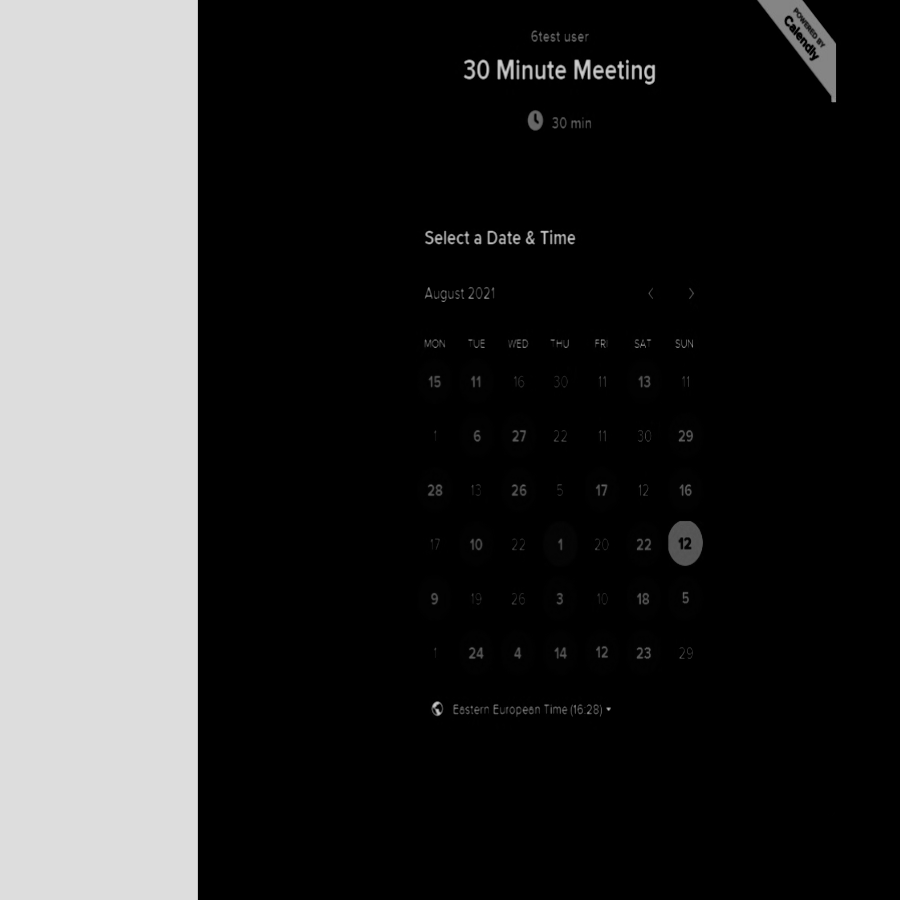 POWERED BY
Calendly
6test user
30 Minute Meeting
30 min
Select a Date & Time
August 2021
MON TUE WED THU FRI SAT SUN
15 11 16 30 11 13 11
1 6 27 22 11 30 29
28 13 26 5 17 12 16
17 10 22 1 20 22 12
9 19 26 3 10 18 5
1 24 4 14 12 23 29
Eastern European Time (16:28)